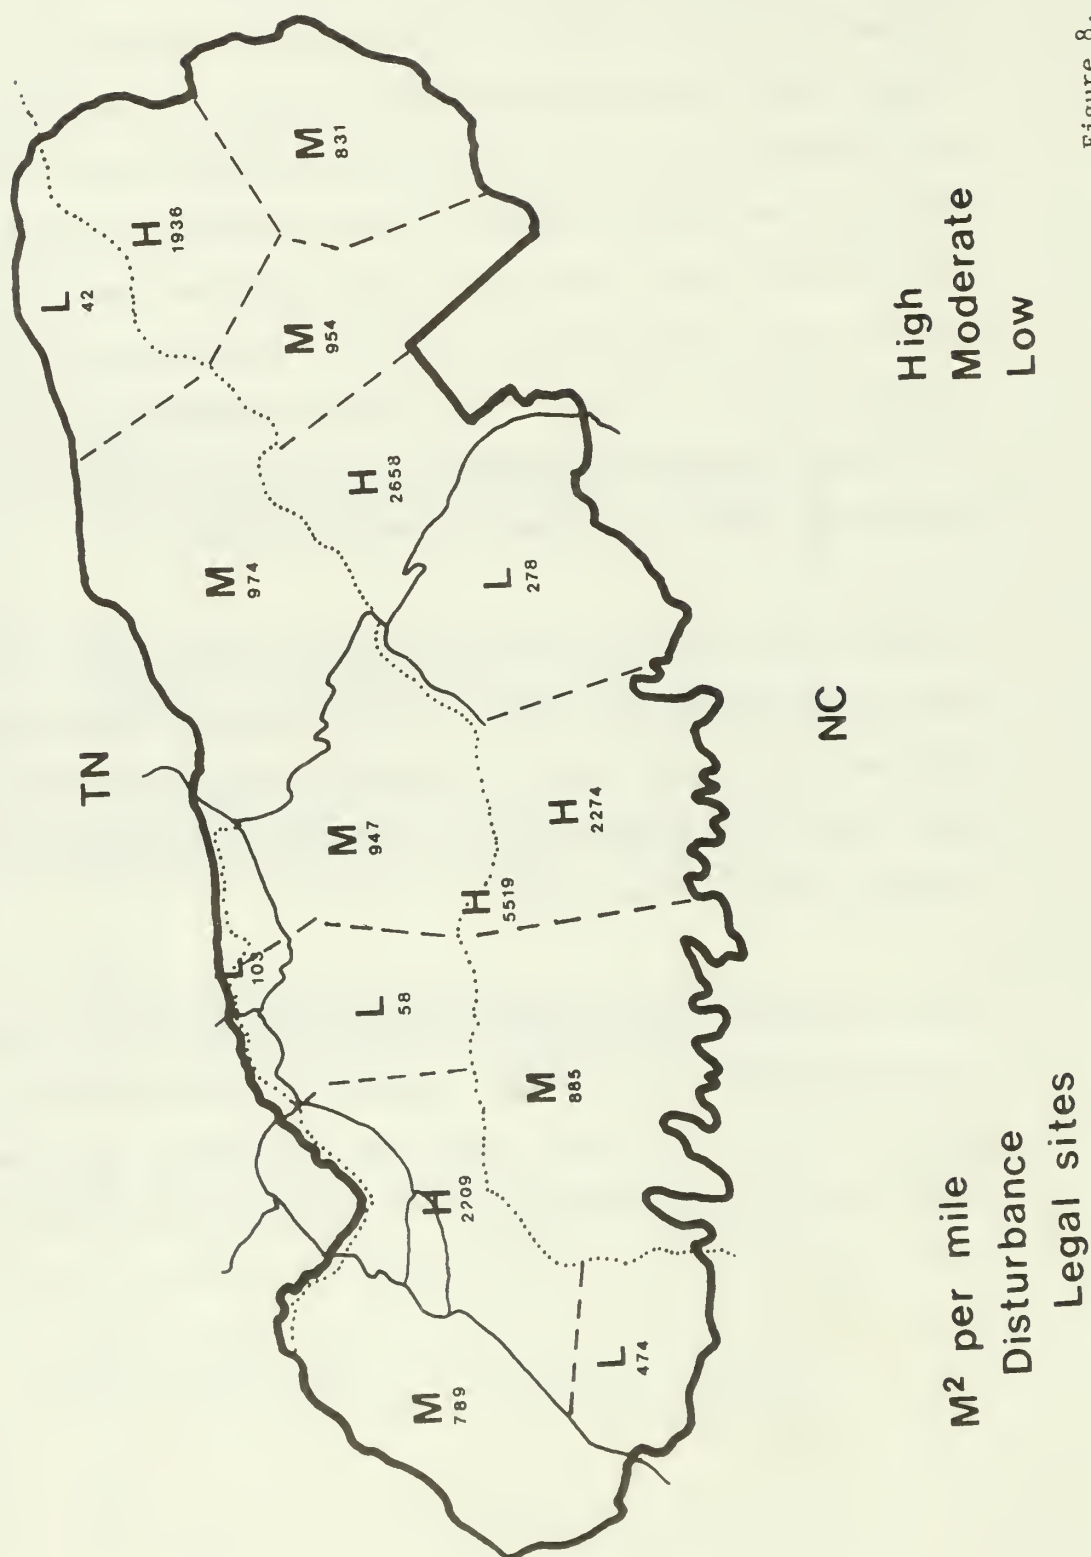 TN
L
42
H
1936
M
974
L
103
M
954
M
831
M
947
H
2658
L
58
M
789
H
2209
H
5519
L
278
M
885
H
2274
L
474
NC
M² per mile
Disturbance
Legal sites
High
Moderate
Low
Figure 8.